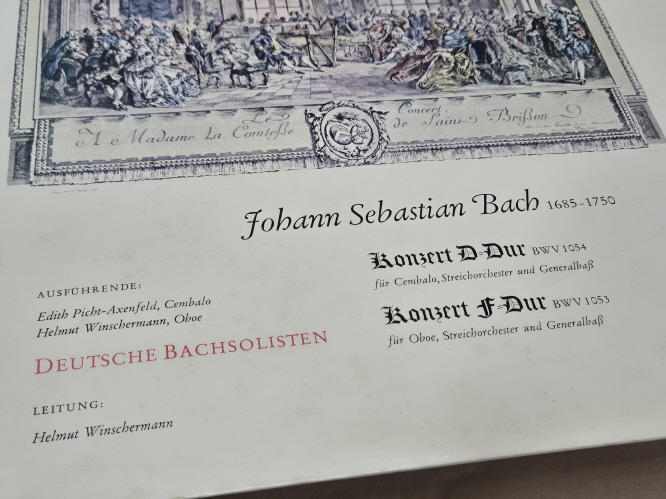 Le Concert.
A Madame La Comtesse de Saint Brisson
Johann Sebastian Bach 1685-1750
Konzert D=Dur BWV 1054
für Cembalo, Streichorchester und Generalbaß
Konzert F=Dur BWV 1053
für Oboe, Streichorchester und Generalbaß
AUSFÜHRENDE:
Edith Picht-Axenfeld, Cembalo
Helmut Winschermann, Oboe
DEUTSCHE BACHSOLISTEN
LEITUNG:
Helmut Winschermann